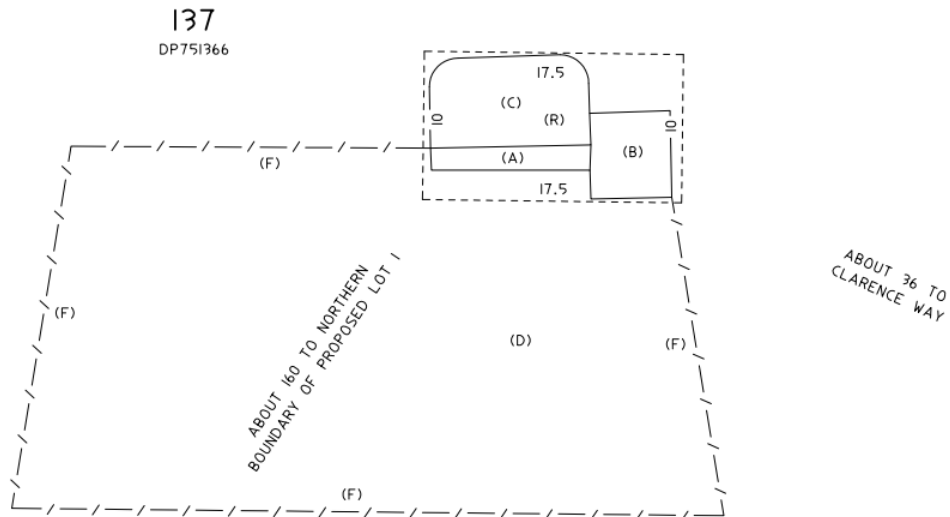 137
DP751366
17.5
(C)
10
(R)
10
(B)
(A)
(F)
17.5
ABOUT 36 TO
CLARENCE WAY
(F)
ABOUT 160 TO NORTHERN
BOUNDARY OF PROPOSED LOT 1
(D)
(F)
(F)